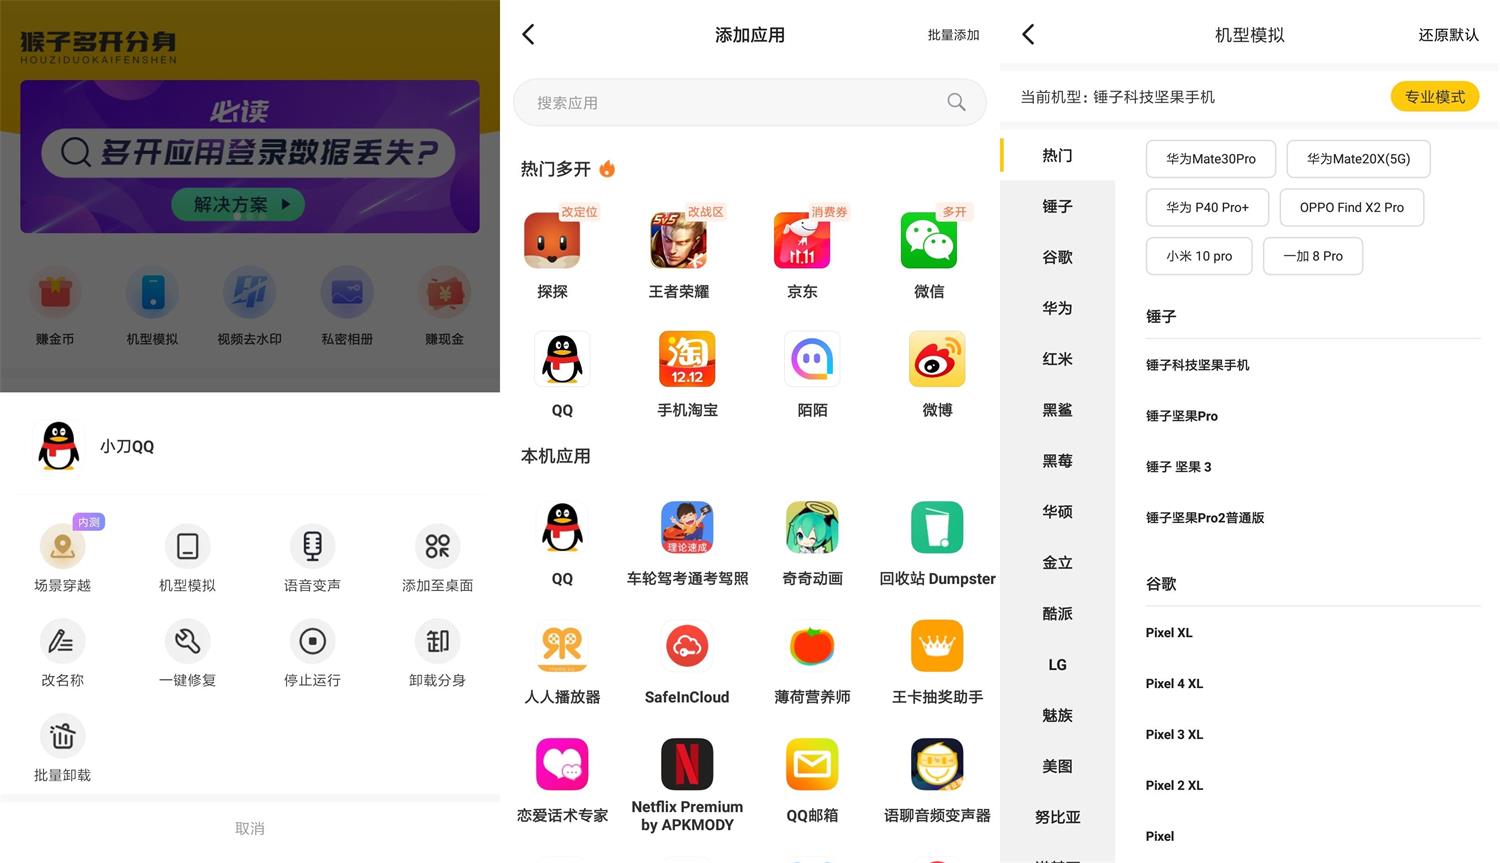 猴子多开分身
HOUZIDUOKAIFENSHEN
必读
多开应用登录数据丢失?
解决方案
赚金币
机型模拟
视频去水印
私密相册
赚现金
小刀QQ
内测
场景穿越
机型模拟
语音变声
添加至桌面
改名称
一键修复
停止运行
卸
卸载分身
批量卸载
取消
添加应用
批量添加
搜索应用
热门多开
改定位
5v5
改战区
消费券
11.11
多开
探探
王者荣耀
京东
微信
淘
12.12
QQ
手机淘宝
陌陌
微博
本机应用
理论速成
QQ
车轮驾考通考驾照
奇奇动画
回收站 Dumpster
人人播放器
SafeInCloud
薄荷营养师
王卡抽奖助手
恋爱话术专家
Netflix Premium
by APKMODY
QQ邮箱
语聊音频变声器
机型模拟
还原默认
当前机型: 锤子科技坚果手机
专业模式
热门
锤子
谷歌
华为
红米
黑鲨
黑莓
华硕
金立
酷派
LG
魅族
美图
努比亚
华为Mate30Pro
华为Mate20X(5G)
华为 P40 Pro+
OPPO Find X2 Pro
小米 10 pro
一加 8 Pro
锤子
锤子科技坚果手机
锤子坚果Pro
锤子 坚果 3
锤子坚果Pro2普通版
谷歌
Pixel XL
Pixel 4 XL
Pixel 3 XL
Pixel 2 XL
Pixel